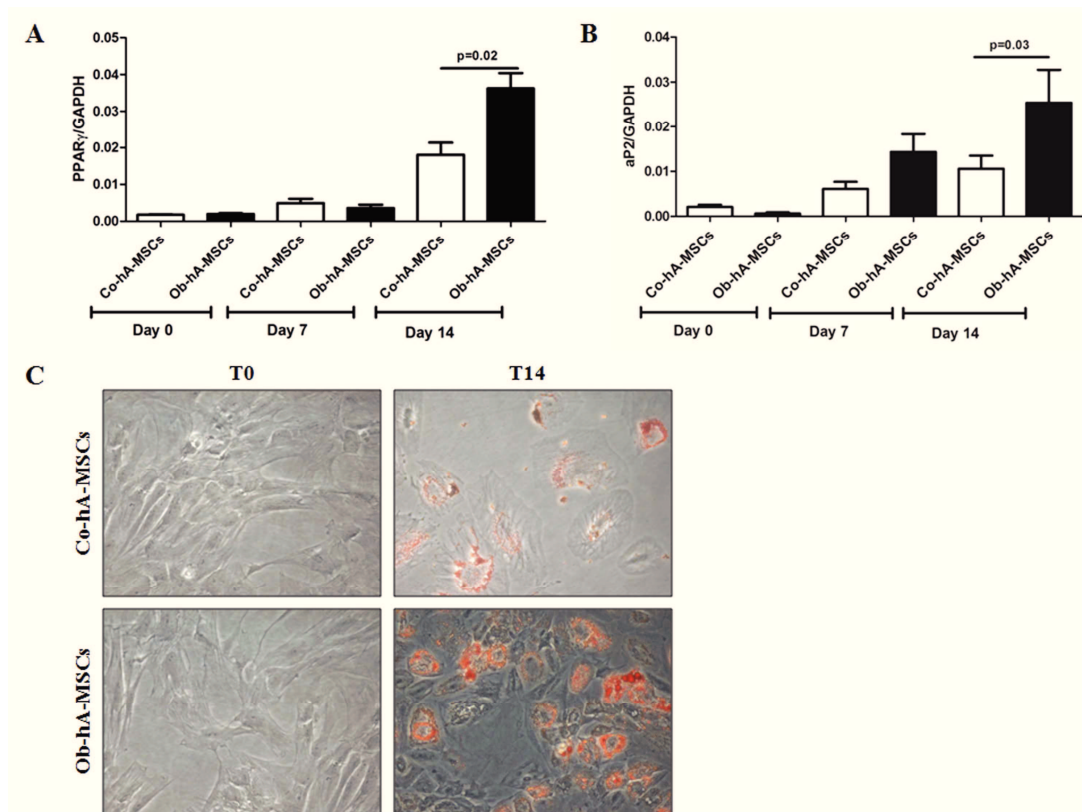 A
PPARγ/GAPDH
0.05
0.04
0.03
0.02
0.01
0.00
p=0.02
Co-hA-MSCs
Ob-hA-MSCs
Co-hA-MSCs
Ob-hA-MSCs
Co-hA-MSCs
Ob-hA-MSCs
Day 0
Day 7
Day 14
B
aP2/GAPDH
0.04
0.03
0.02
0.01
0.00
p=0.03
Co-hA-MSCs
Ob-hA-MSCs
Co-hA-MSCs
Ob-hA-MSCs
Co-hA-MSCs
Ob-hA-MSCs
Day 0
Day 7
Day 14
C
T0
T14
Co-hA-MSCs
Ob-hA-MSCs